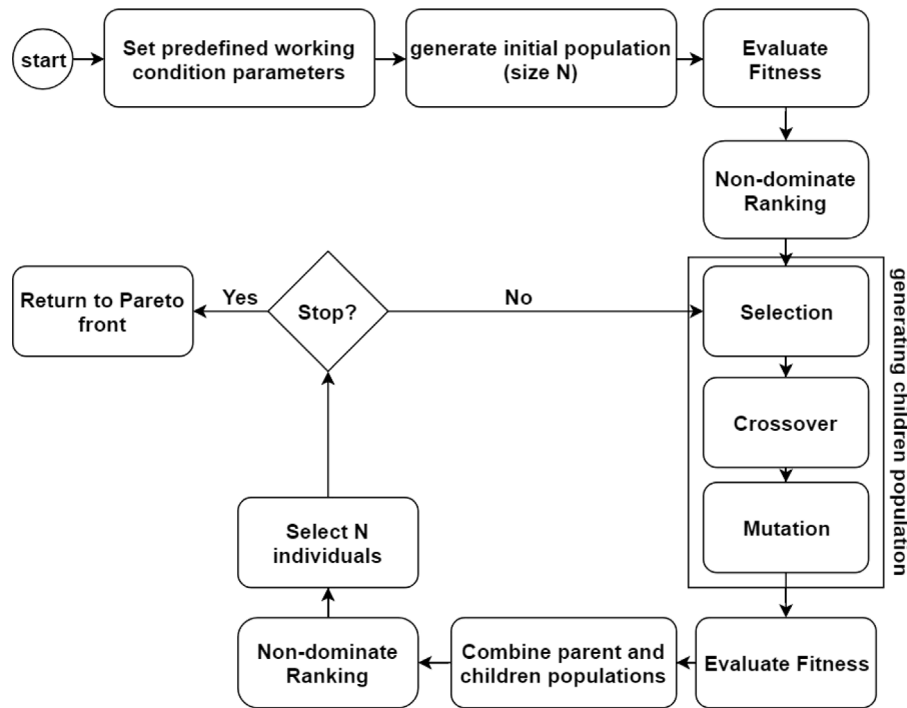 start
Set predefined working
condition parameters
generate initial population
(size N)
Evaluate
Fitness
Non-dominate
Ranking
Return to Pareto
front
Yes
Stop?
No
Selection
Crossover
Mutation
generating children population
Select N
individuals
Non-dominate
Ranking
Combine parent and
children populations
Evaluate Fitness